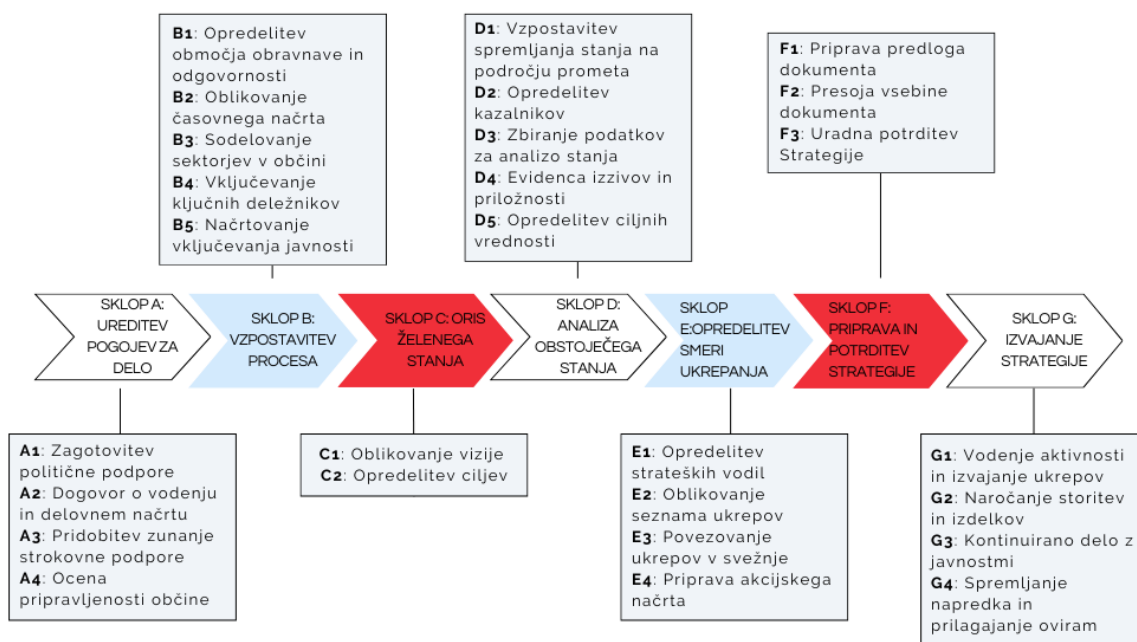 B1: Opredelitev
območja obravnave in
odgovornosti
B2: Oblikovanje
časovnega načrta
B3: Sodelovanje
sektorjev v občini
B4: Vključevanje
ključnih deležnikov
B5: Načrtovanje
vključevanja javnosti
D1: Vzpostavitev
spremljanja stanja na
področju prometa
D2: Opredelitev
kazalnikov
D3: Zbiranje podatkov
za analizo stanja
D4: Evidenca izzivov in
priložnosti
D5: Opredelitev ciljnih
vrednosti
F1: Priprava predloga
dokumenta
F2: Presoja vsebine
dokumenta
F3: Uradna potrditev
Strategije
SKLOP A:
UREDITEV
POGOJEV ZA
DELO
SKLOP B:
VZPOSTAVITEV
PROCESA
SKLOP C: ORIS
ŽELENEGA
STANJA
SKLOP D:
ANALIZA
OBSTOJEČEGA
STANJA
SKLOP
E:OPREDELITEV
SMERI
UKREPANJA
SKLOP F:
PRIPRAVA IN
POTRDITEV
STRATEGIJE
SKLOP G:
IZVAJANJE
STRATEGIJE
A1: Zagotovitev
politične podpore
A2: Dogovor o vodenju
in delovnem načrtu
A3: Pridobitev zunanje
strokovne podpore
A4: Ocena
pripravljenosti občine
C1: Oblikovanje vizije
C2: Opredelitev ciljev
E1: Opredelitev
strateških vodil
E2: Oblikovanje
seznama ukrepov
E3: Povezovanje
ukrepov v svežnje
E4: Priprava akcijskega
načrta
G1: Vodenje aktivnosti
in izvajanje ukrepov
G2: Naročanje storitev
in izdelkov
G3: Kontinuirano delo z
javnostmi
G4: Spremljanje
napredka in
prilagajanje oviram